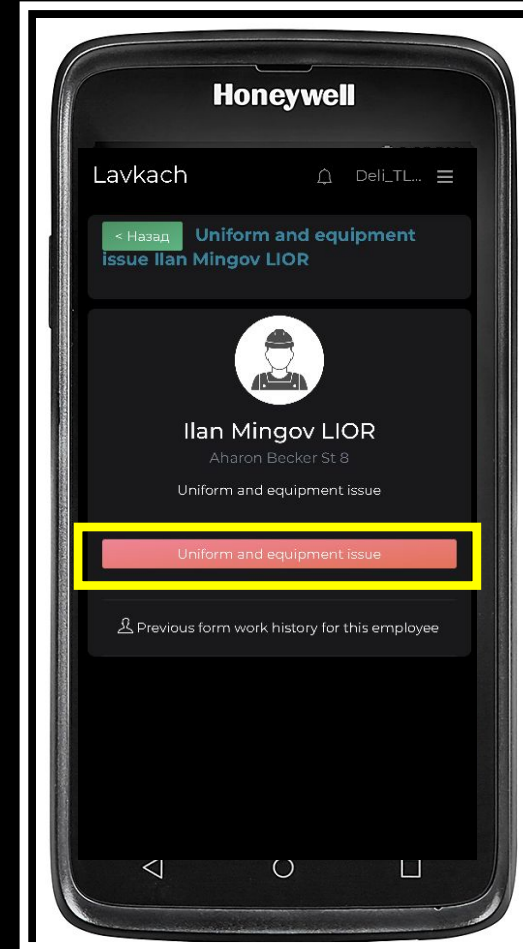 Honeywell
Lavkach
Deli_TL...
< Назад Uniform and equipment
issue Ilan Mingov LIOR
Ilan Mingov LIOR
Aharon Becker St 8
Uniform and equipment issue
Uniform and equipment issue
Previous form work history for this employee